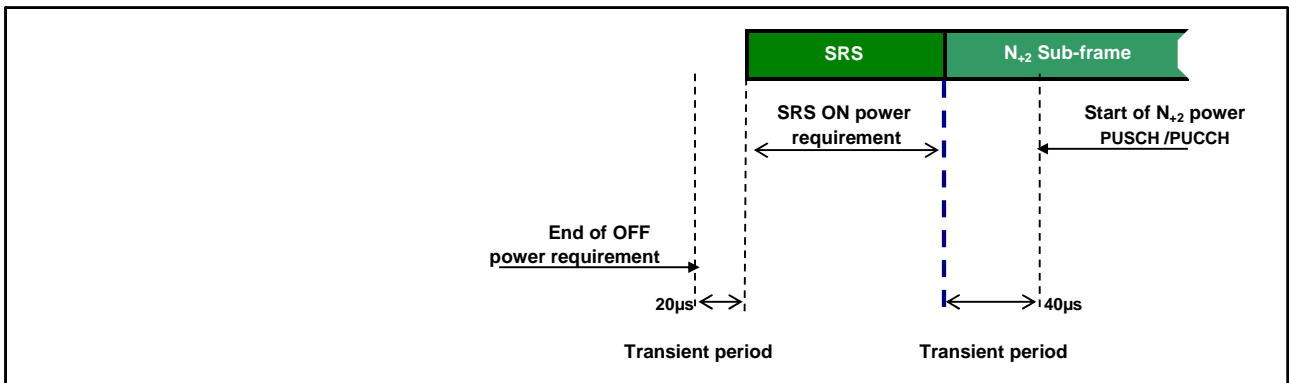 SRS
N+2 Sub-frame
SRS ON power
requirement
Start of N+2 power
PUSCH /PUCCH
End of OFF
power requirement
20µs
40µs
Transient period
Transient period